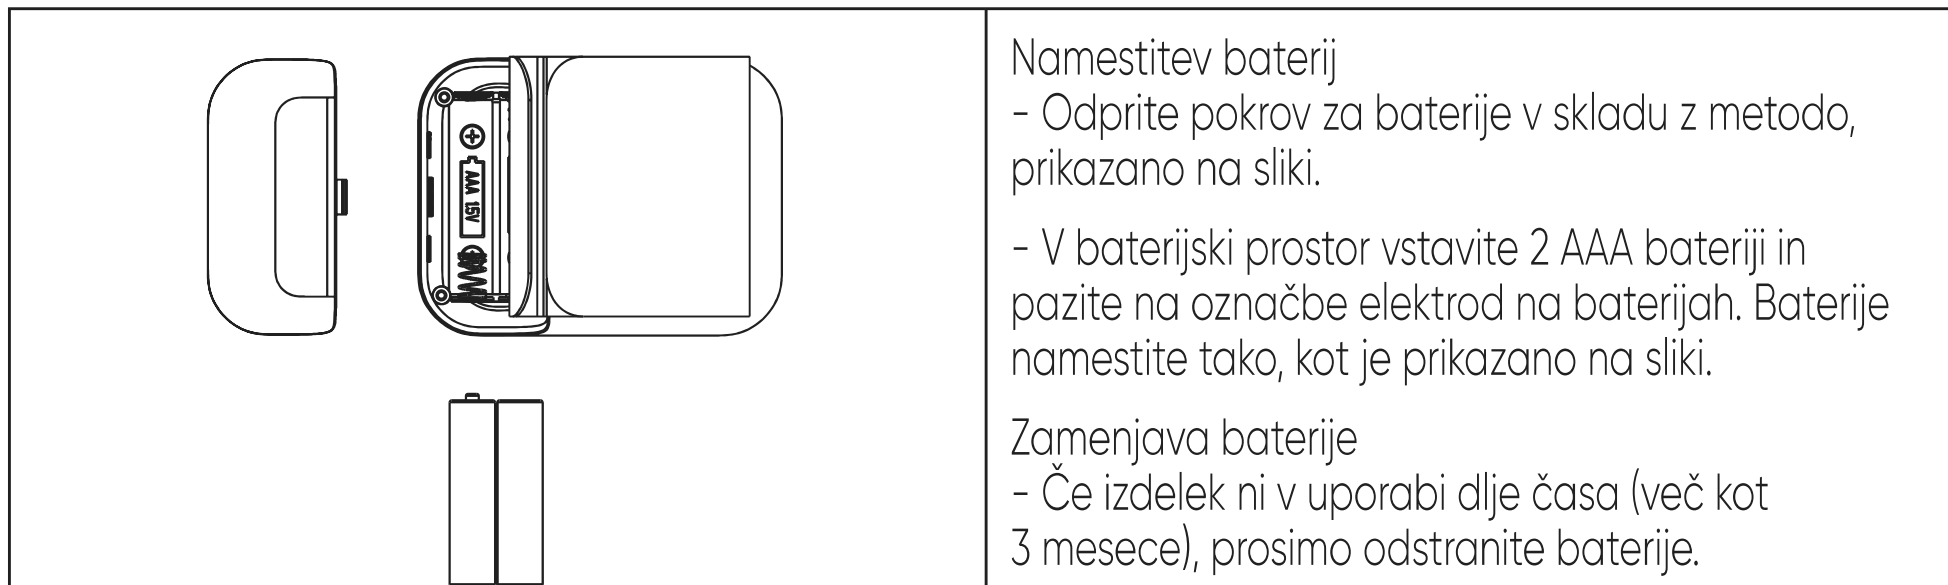 AAA 1.5V
Namestitev baterij
– Odprite pokrov za baterije v skladu z metodo,
prikazano na sliki.
– V baterijski prostor vstavite 2 AAA bateriji in
pazite na označbe elektrod na baterijah. Baterije
namestite tako, kot je prikazano na sliki.
Zamenjava baterije
– Če izdelek ni v uporabi dlje časa (več kot
3 mesece), prosimo odstranite baterije.